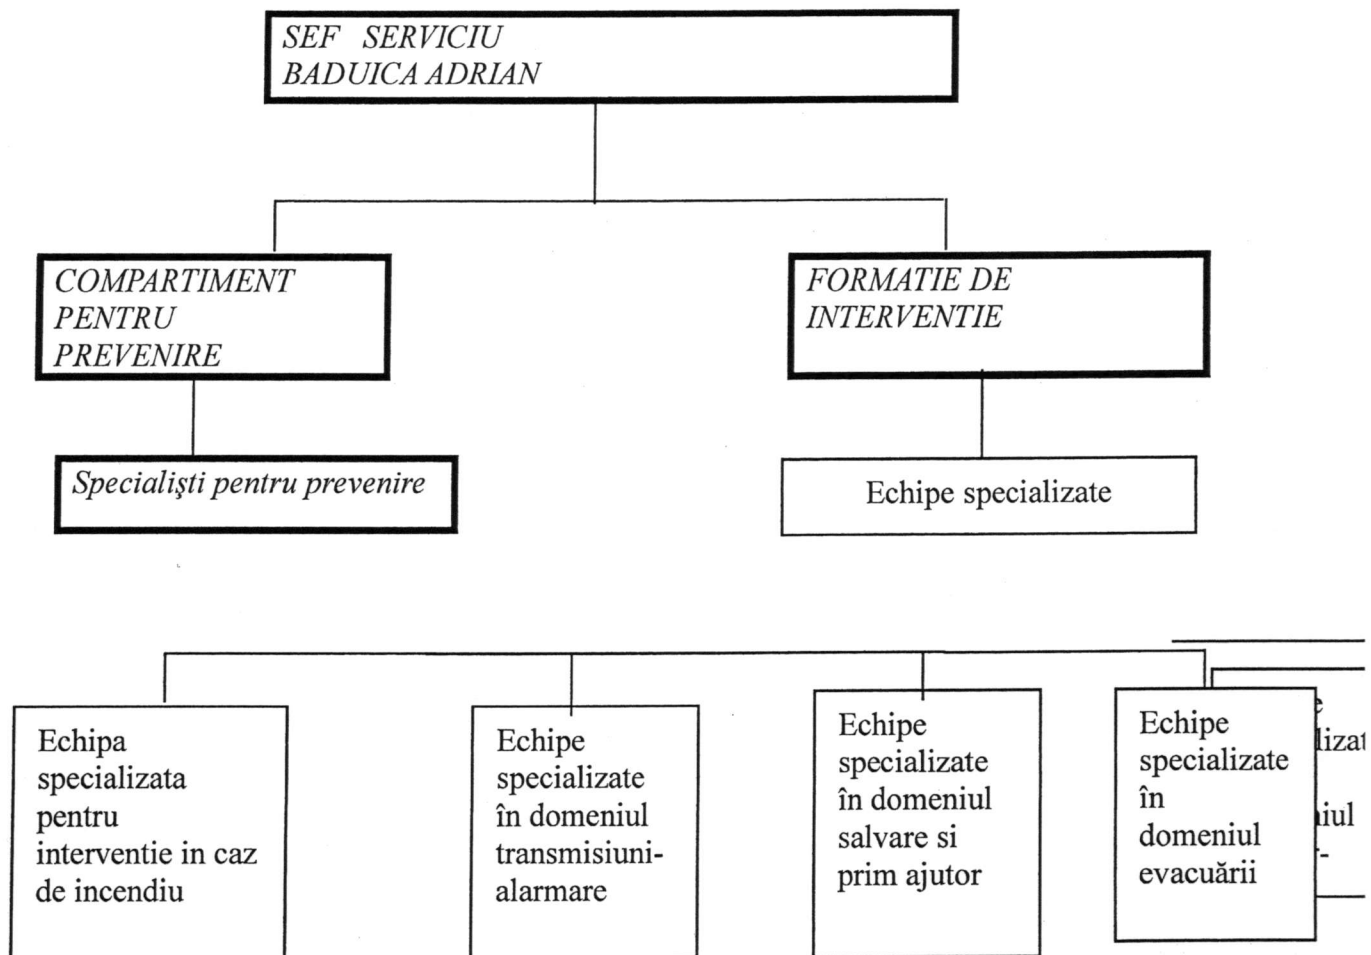 SEF SERVICIU
BADUICA ADRIAN
COMPARTIMENT
PENTRU
PREVENIRE
FORMATIE DE
INTERVENTIE
Specialişti pentru prevenire
Echipe specializate
Echipa
specializata
pentru
interventie in caz
de incendiu
Echipe
specializate
în domeniul
transmisiuni-
alarmare
Echipe
specializate
în domeniul
salvare si
prim ajutor
Echipe
specializate
în
domeniul
evacuării